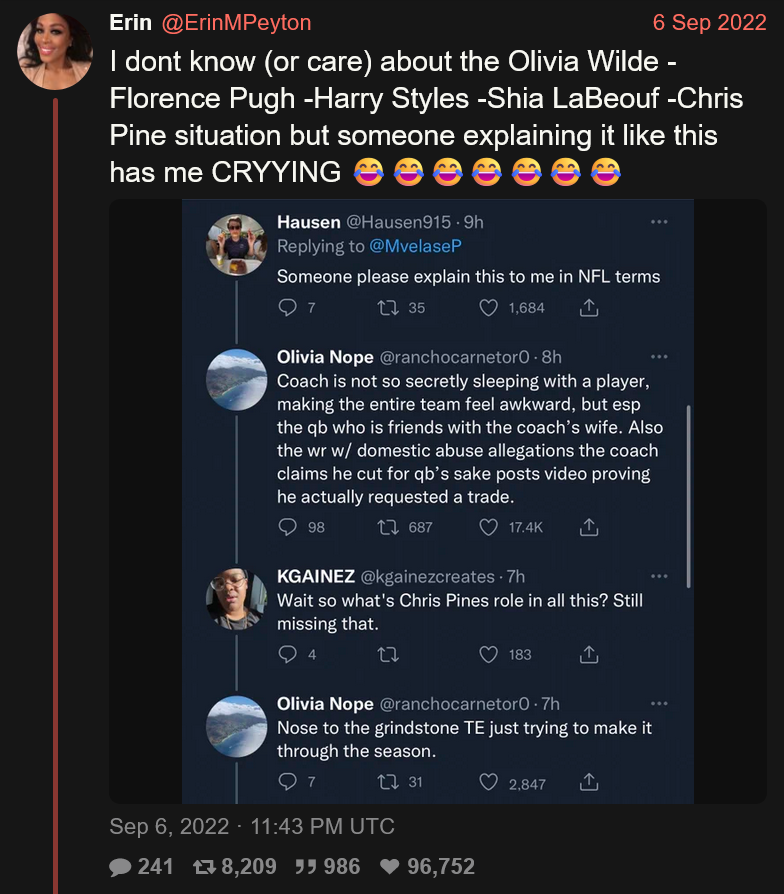 Erin @ErinMPeyton 6 Sep 2022
I dont know (or care) about the Olivia Wilde -
Florence Pugh -Harry Styles -Shia LaBeouf -Chris
Pine situation but someone explaining it like this
has me CRYYING 😂 😂 😂 😂 😂 😂 😂
Hausen @Hausen915 · 9h
Replying to @MvelaseP
Someone please explain this to me in NFL terms
7 35 1,684
Olivia Nope @ranchocarnetor0 · 8h
Coach is not so secretly sleeping with a player,
making the entire team feel awkward, but esp
the qb who is friends with the coach's wife. Also
the wr w/ domestic abuse allegations the coach
claims he cut for qb's sake posts video proving
he actually requested a trade.
98 687 17.4K
KGAINEZ @kgainezcreates · 7h
Wait so what's Chris Pines role in all this? Still
missing that.
4 183
Olivia Nope @ranchocarnetor0 · 7h
Nose to the grindstone TE just trying to make it
through the season.
7 31 2,847
Sep 6, 2022 · 11:43 PM UTC
241 8,209 986 96,752